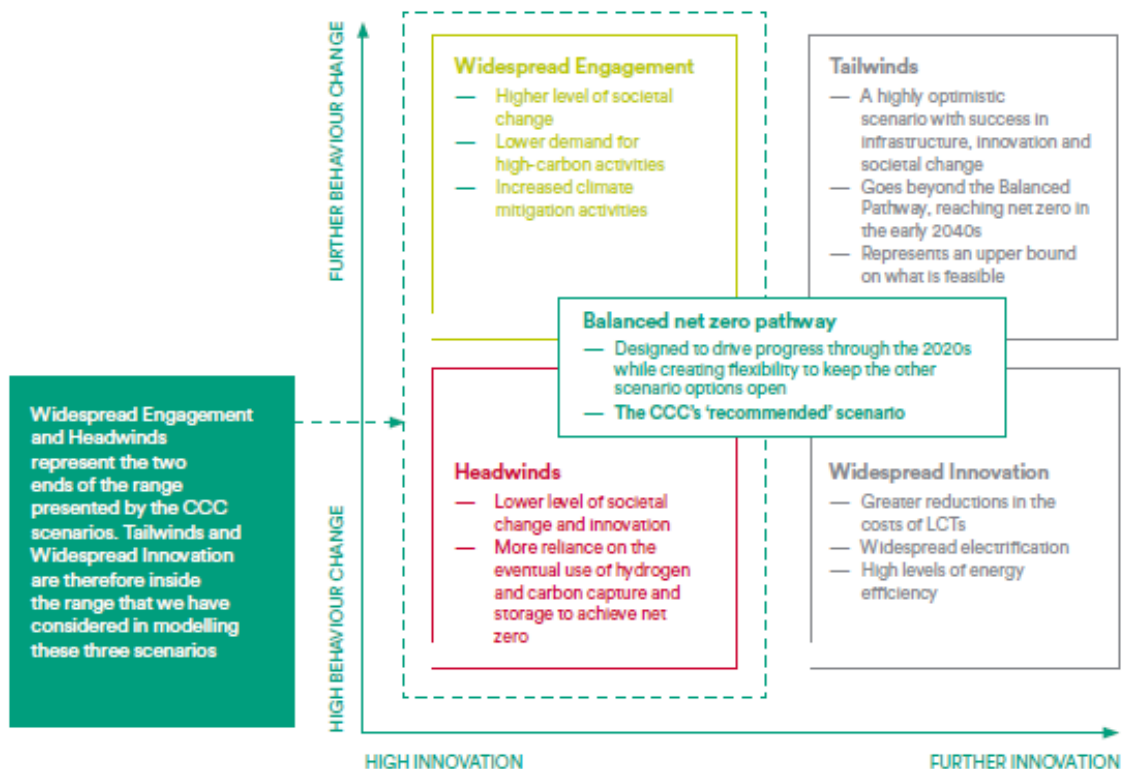 FURTHER BEHAVIOUR CHANGE
Widespread Engagement
— Higher level of societal
change
— Lower demand for
high-carbon activities
— Increased climate
mitigation activities
Tailwinds
— A highly optimistic
scenario with success in
infrastructure, innovation and
societal change
— Goes beyond the Balanced
Pathway, reaching net zero in
the early 2040s
— Represents an upper bound
on what is feasible
Balanced net zero pathway
— Designed to drive progress through the 2020s
while creating flexibility to keep the other
scenario options open
— The CCC's 'recommended' scenario
Widespread Engagement
and Headwinds
represent the two
ends of the range
presented by the CCC
scenarios. Tailwinds and
Widespread Innovation
are therefore inside
the range that we have
considered in modelling
these three scenarios
HIGH BEHAVIOUR CHANGE
Headwinds
— Lower level of societal
change and innovation
— More reliance on the
eventual use of hydrogen
and carbon capture and
storage to achieve net
zero
Widespread Innovation
— Greater reductions in the
costs of LCTs
— Widespread electrification
— High levels of energy
efficiency
HIGH INNOVATION
FURTHER INNOVATION